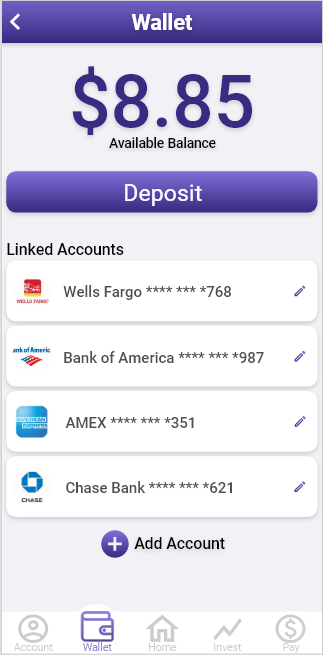 Wallet
$8.85
Available Balance
Deposit
Linked Accounts
WELLS FARGO
Wells Fargo **** *** *768
ank of Americ
Bank of America **** *** *987
AMERICAN
EXPRESS
AMEX **** *** *351
CHASE
Chase Bank **** *** *621
Add Account
Account Wallet Home Invest Pay